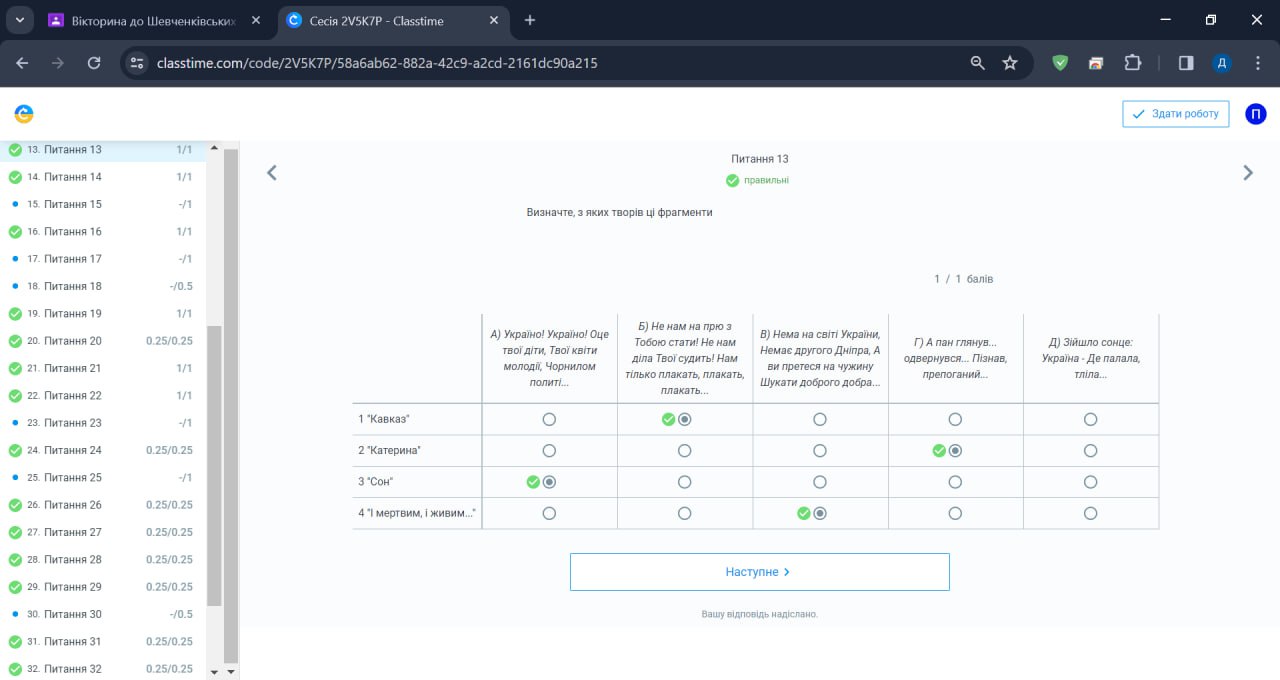 Вікторина до Шевченківських
Сесія 2V5K7P - Classtime
classtime.com/code/2V5K7P/58a6ab62-882a-42c9-a2cd-2161dc90a215
Д
Здати роботу
П
13. Питання 13 1/1
14. Питання 14 1/1
15. Питання 15 -/1
16. Питання 16 1/1
17. Питання 17 -/1
18. Питання 18 -/0.5
19. Питання 19 1/1
20. Питання 20 0.25/0.25
21. Питання 21 1/1
22. Питання 22 1/1
23. Питання 23 -/1
24. Питання 24 0.25/0.25
25. Питання 25 -/1
26. Питання 26 0.25/0.25
27. Питання 27 0.25/0.25
28. Питання 28 0.25/0.25
29. Питання 29 0.25/0.25
30. Питання 30 -/0.5
31. Питання 31 0.25/0.25
32. Питання 32 0.25/0.25
Питання 13
правильні
Визначте, з яких творів ці фрагменти
1 / 1 балів
А) Україно! Україно! Оце
твої діти, Твої квіти
молодії, Чорнилом
политі...
Б) Не нам на прю з
Тобою стати! Не нам
діла Твої судить! Нам
тілько плакать, плакать,
плакать...
В) Нема на світі України,
Немає другого Дніпра, А
ви претеся на чужину
Шукати доброго добра...
Г) А пан глянув...
одвернувся... Пізнав,
препоганий...
Д) Зійшло сонце:
Україна - Де палала,
тліла...
1 "Кавказ"
2 "Катерина"
3 "Сон"
4 "І мертвим, і живим..."
Наступне
Вашу відповідь надіслано.